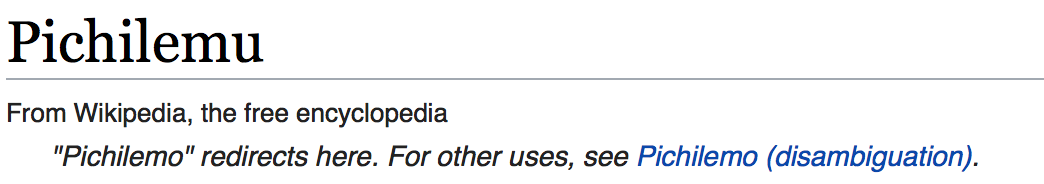 Pichilemu
From Wikipedia, the free encyclopedia
"Pichilemo" redirects here. For other uses, see Pichilemo (disambiguation).